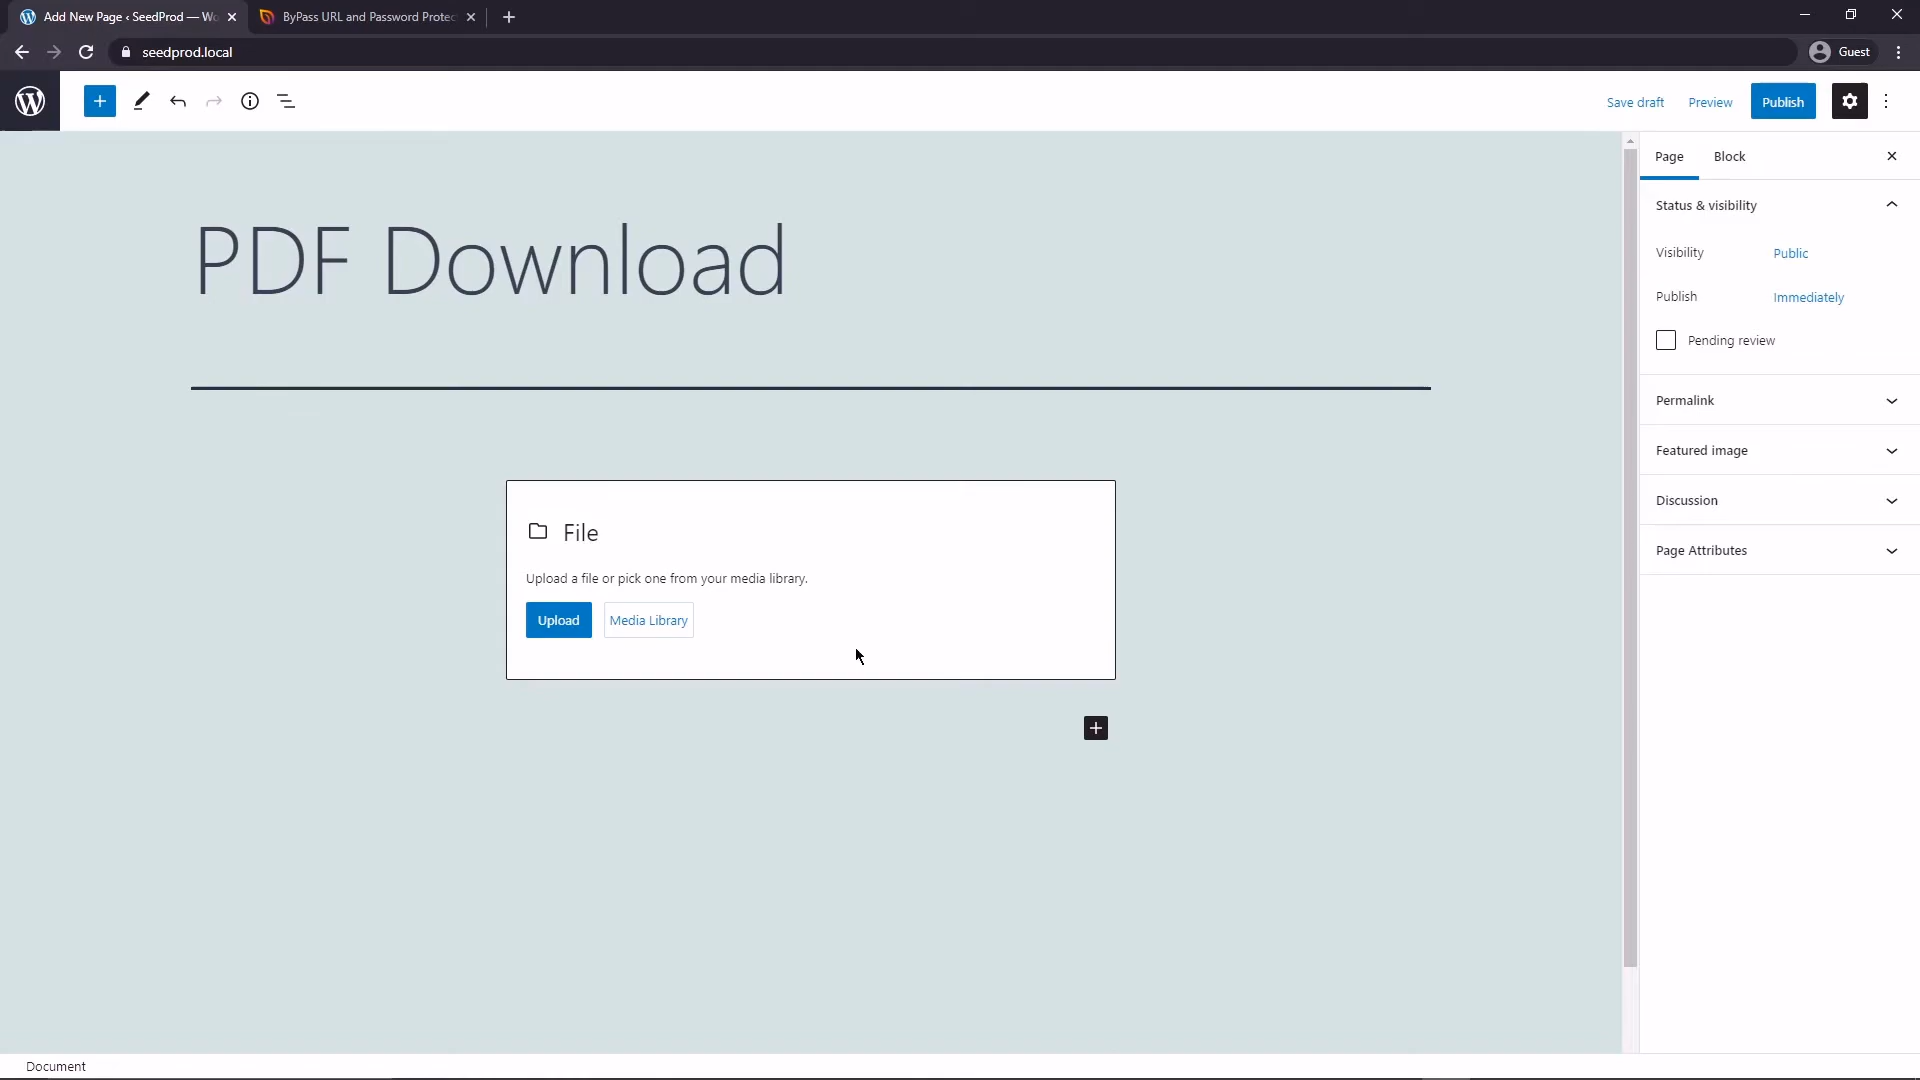 Add New Page ‹ SeedProd — Wo
ByPass URL and Password Protec
seedprod.local
Guest
Save draft
Preview
Publish
Page
Block
PDF Download
Status & visibility
Visibility
Public
Publish
Immediately
Pending review
Permalink
Featured image
Discussion
Page Attributes
File
Upload a file or pick one from your media library.
Upload
Media Library
Document